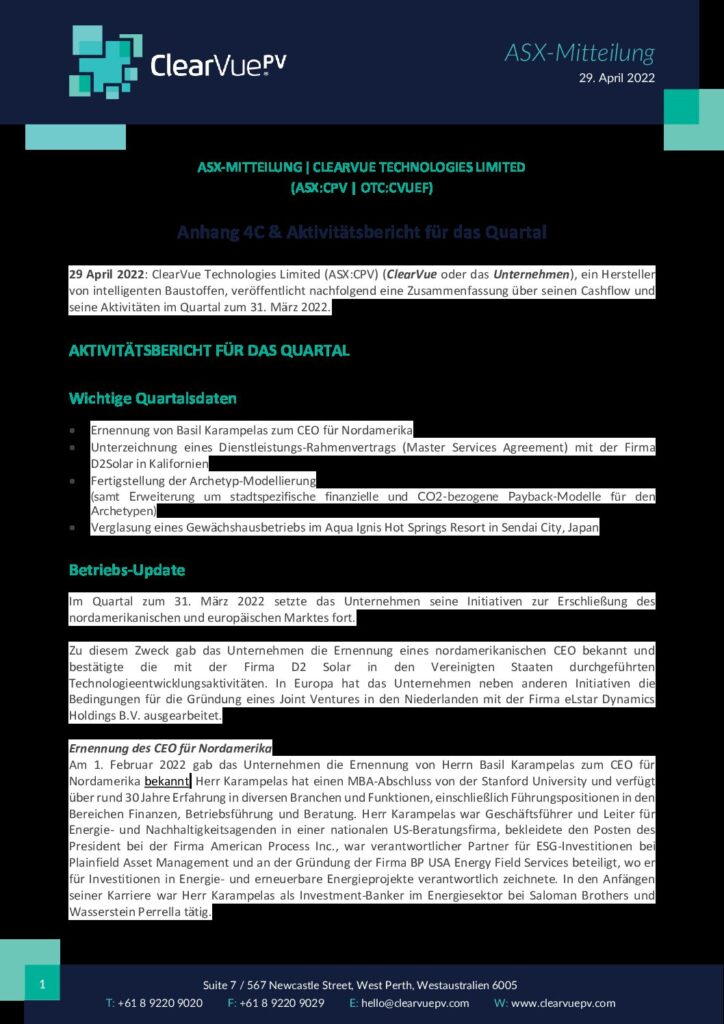 ClearVuePV
ASX-Mitteilung
29. April 2022
ASX-MITTEILUNG | CLEARVUE TECHNOLOGIES LIMITED
(ASX:CPV | OTC:CVUEF)
Anhang 4C & Aktivitätsbericht für das Quartal
29 April 2022: ClearVue Technologies Limited (ASX:CPV) (ClearVue oder das Unternehmen), ein Hersteller
von intelligenten Baustoffen, veröffentlicht nachfolgend eine Zusammenfassung über seinen Cashflow und
seine Aktivitäten im Quartal zum 31. März 2022.
AKTIVITÄTSBERICHT FÜR DAS QUARTAL
Wichtige Quartalsdaten
▪ Ernennung von Basil Karampelas zum CEO für Nordamerika
▪ Unterzeichnung eines Dienstleistungs-Rahmenvertrags (Master Services Agreement) mit der Firma
D2Solar in Kalifornien
▪ Fertigstellung der Archetyp-Modellierung
(samt Erweiterung um stadtspezifische finanzielle und CO2-bezogene Payback-Modelle für den
Archetypen)
▪ Verglasung eines Gewächshausbetriebs im Aqua Ignis Hot Springs Resort in Sendai City, Japan
Betriebs-Update
Im Quartal zum 31. März 2022 setzte das Unternehmen seine Initiativen zur Erschließung des
nordamerikanischen und europäischen Marktes fort.
Zu diesem Zweck gab das Unternehmen die Ernennung eines nordamerikanischen CEO bekannt und
bestätigte die mit der Firma D2 Solar in den Vereinigten Staaten durchgeführten
Technologieentwicklungsaktivitäten. In Europa hat das Unternehmen neben anderen Initiativen die
Bedingungen für die Gründung eines Joint Ventures in den Niederlanden mit der Firma eLstar Dynamics
Holdings B.V. ausgearbeitet.
Ernennung des CEO für Nordamerika
Am 1. Februar 2022 gab das Unternehmen die Ernennung von Herrn Basil Karampelas zum CEO für
Nordamerika bekannt. Herr Karampelas hat einen MBA-Abschluss von der Stanford University und verfügt
über rund 30 Jahre Erfahrung in diversen Branchen und Funktionen, einschließlich Führungspositionen in den
Bereichen Finanzen, Betriebsführung und Beratung. Herr Karampelas war Geschäftsführer und Leiter für
Energie- und Nachhaltigkeitsagenden in einer nationalen US-Beratungsfirma, bekleidete den Posten des
President bei der Firma American Process Inc., war verantwortlicher Partner für ESG-Investitionen bei
Plainfield Asset Management und an der Gründung der Firma BP USA Energy Field Services beteiligt, wo er
für Investitionen in Energie- und erneuerbare Energieprojekte verantwortlich zeichnete. In den Anfängen
seiner Karriere war Herr Karampelas als Investment-Banker im Energiesektor bei Saloman Brothers und
Wasserstein Perrella tätig.
1
Suite 7 / 567 Newcastle Street, West Perth, Westaustralien 6005
T: +61 8 9220 9020 F: +61 8 9220 9029 E: hello@clearvuepv.com W: www.clearvuepv.com